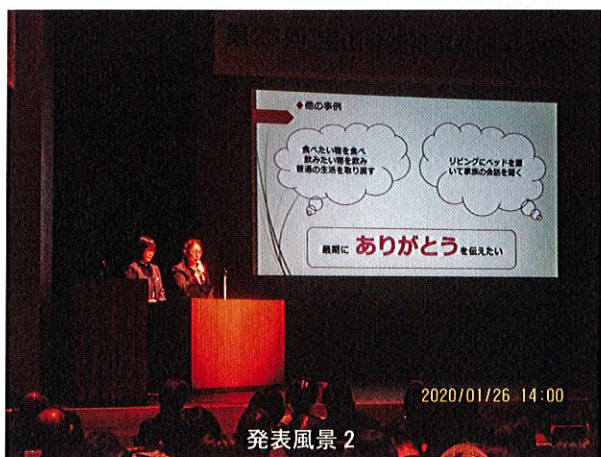 ◆他の事例
食べたい物を食べ
飲みたい物を飲み
普通の生活を取り戻す
リビングにベッドを置
いて家族の会話を聞く
最期に ありがとう を伝えたい
2020/01/26 14:00
発表風景2